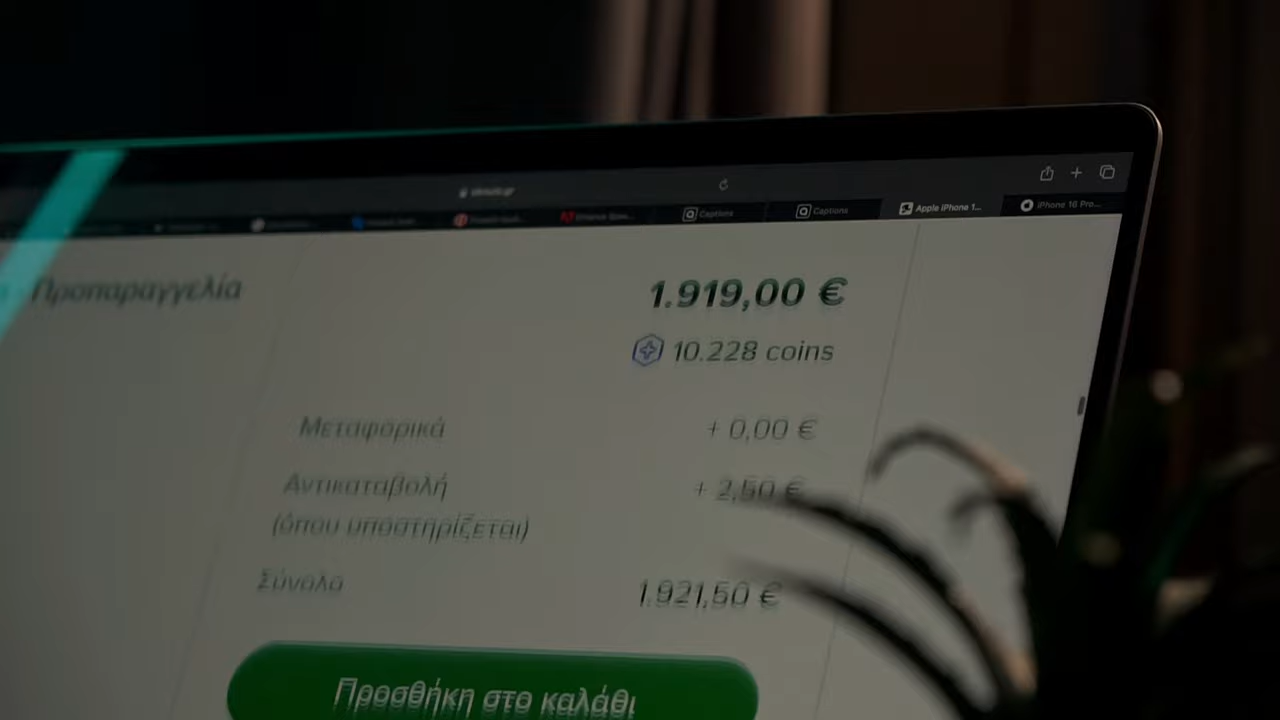 Captions
Captions
Apple iPhone 1...
iPhone 16 Pro...
Προπαραγγελία
1.919,00 €
10.228 coins
Μεταφορικά
+ 0,00 €
Αντικαταβολή
+ 2,50 €
(όπου υποστηρίζεται)
Σύνολο
1.921,50 €
Προσθήκη στο καλάθι